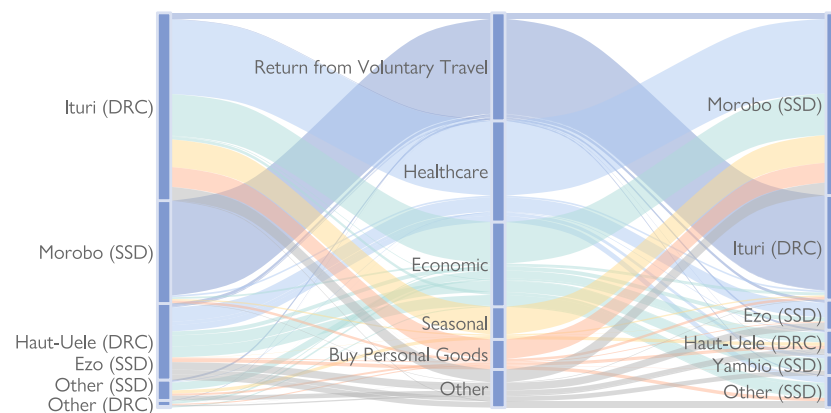 Return from Voluntary Travel
Ituri (DRC)
Morobo (SSD)
Healthcare
Morobo (SSD)
Ituri (DRC)
Economic
Ezo (SSD)
Seasonal
Haut-Uele (DRC)
Haut-Uele (DRC)
Buy Personal Goods
Ezo (SSD)
Yambio (SSD)
Other (SSD)
Other
Other (SSD)
Other (DRC)